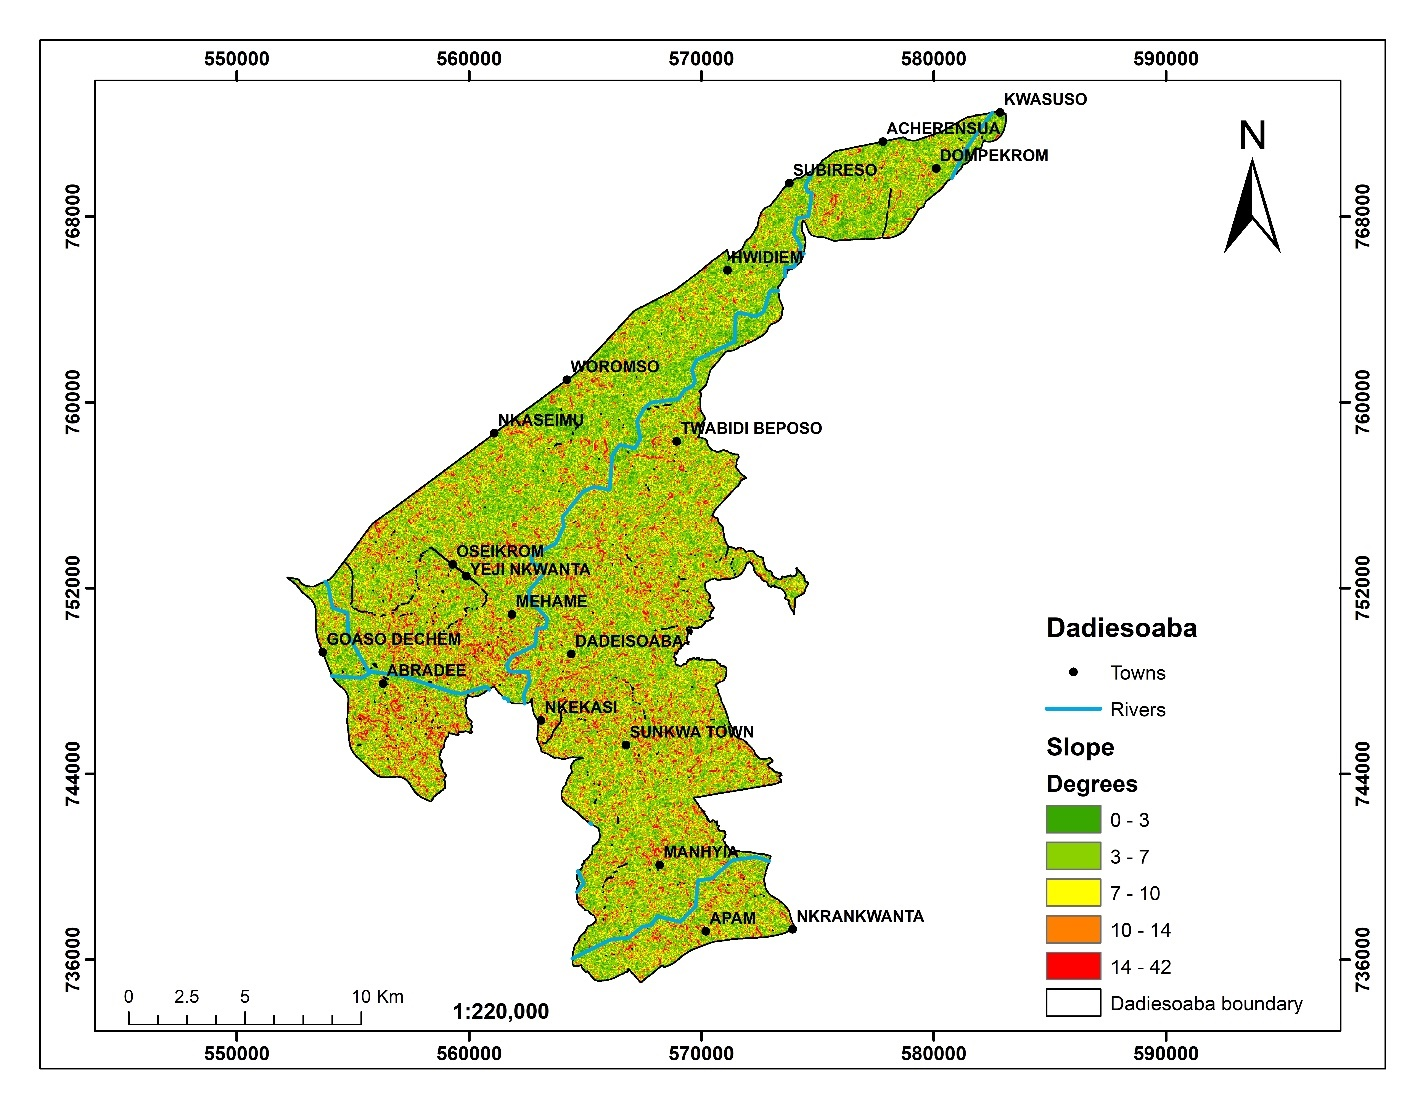 550000 560000 570000 580000 590000
KWASUSO
ACHERENSUA
DOMPEKROM
SUBIRESO
N
768000 768000
HWIDIEM
WOROMSO
760000 760000
NKASEIMU
TWABIDI BEPOSO
OSEIKROM
YEJI NKWANTA
752000 752000
MEHAME
GOASO DECHEM
DADEISOABA
ABRADEE
NKEKASI
SUNKWA TOWN
744000 744000
MANHYIA
APAM
NKRANKWANTA
736000 736000
Dadiesoaba
Towns
Rivers
Slope
Degrees
0 - 3
3 - 7
7 - 10
10 - 14
14 - 42
Dadiesoaba boundary
0 2.5 5 10 Km
1:220,000
550000 560000 570000 580000 590000